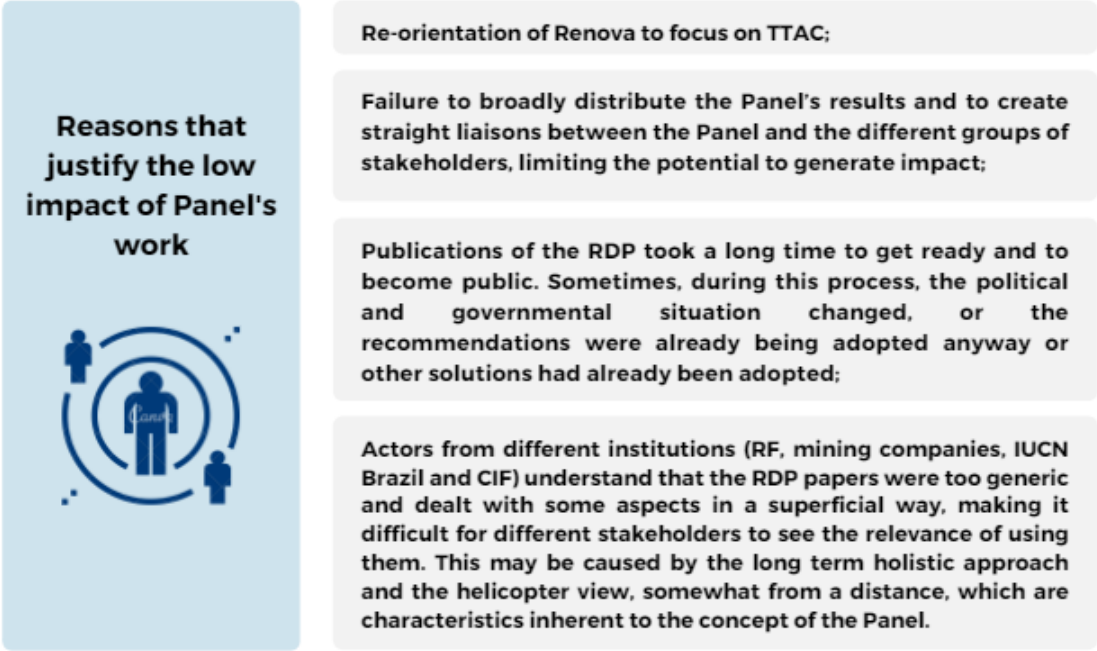 Reasons that
justify the low
impact of Panel's
work
Canva
Re-orientation of Renova to focus on TTAC;
Failure to broadly distribute the Panel's results and to create
straight liaisons between the Panel and the different groups of
stakeholders, limiting the potential to generate impact;
Publications of the RDP took a long time to get ready and to
become public. Sometimes, during this process, the political
and governmental situation changed, or the
recommendations were already being adopted anyway or
other solutions had already been adopted;
Actors from different institutions (RF, mining companies, IUCN
Brazil and CIF) understand that the RDP papers were too generic
and dealt with some aspects in a superficial way, making it
difficult for different stakeholders to see the relevance of using
them. This may be caused by the long term holistic approach
and the helicopter view, somewhat from a distance, which are
characteristics inherent to the concept of the Panel.